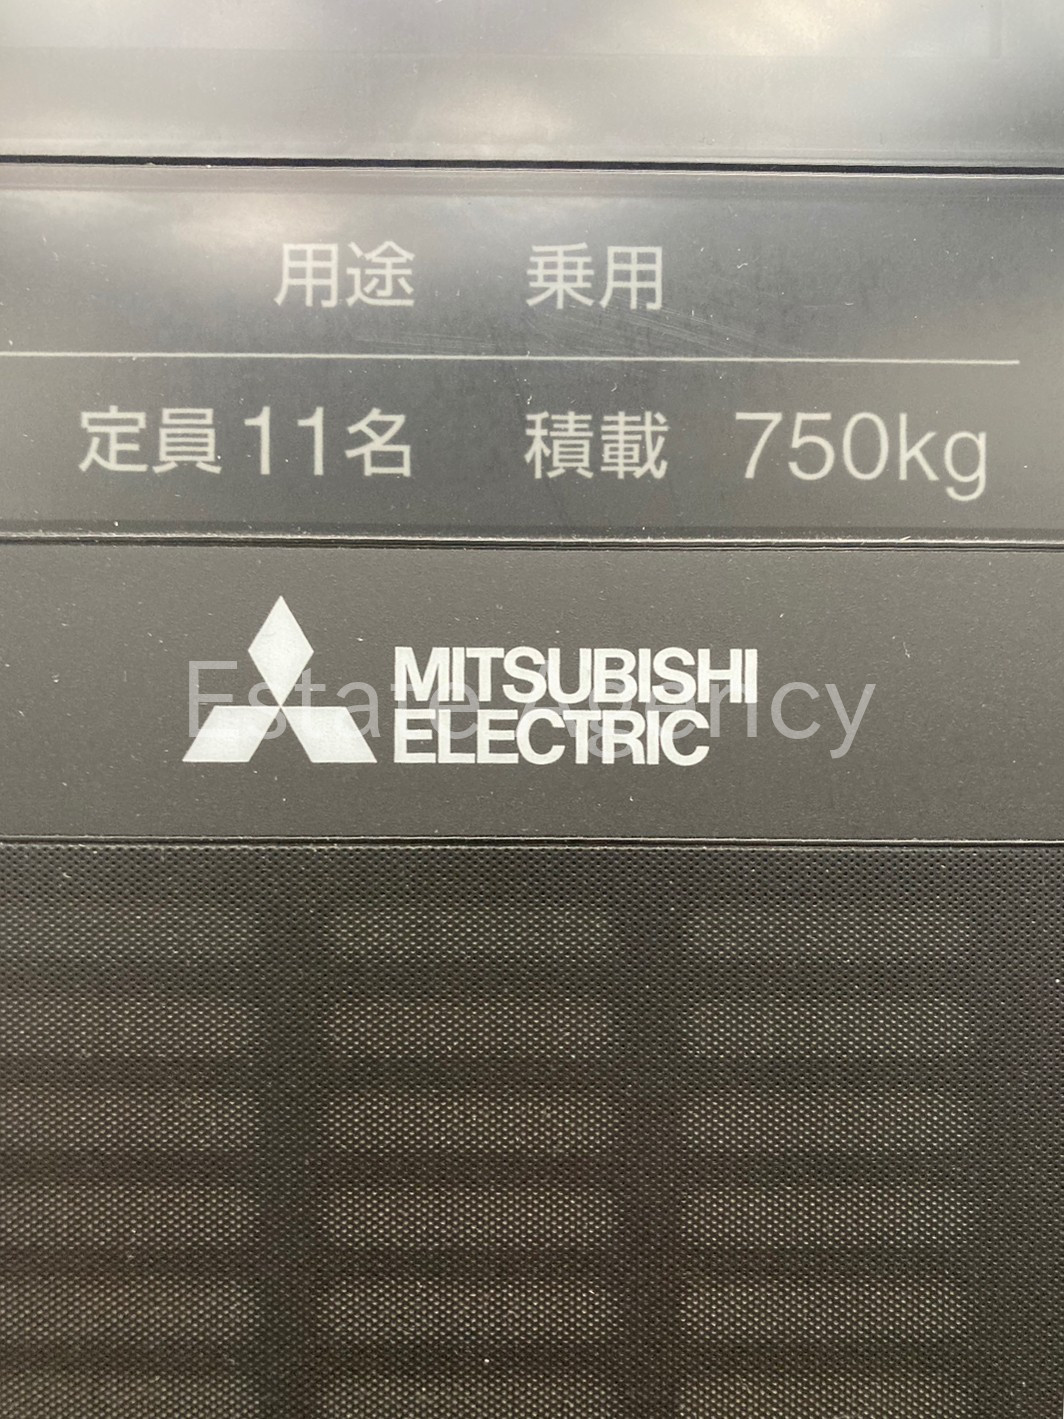 用途 乗用
定員11名 積載 750kg
MITSUBISHI
ELECTRIC
Estate Agency